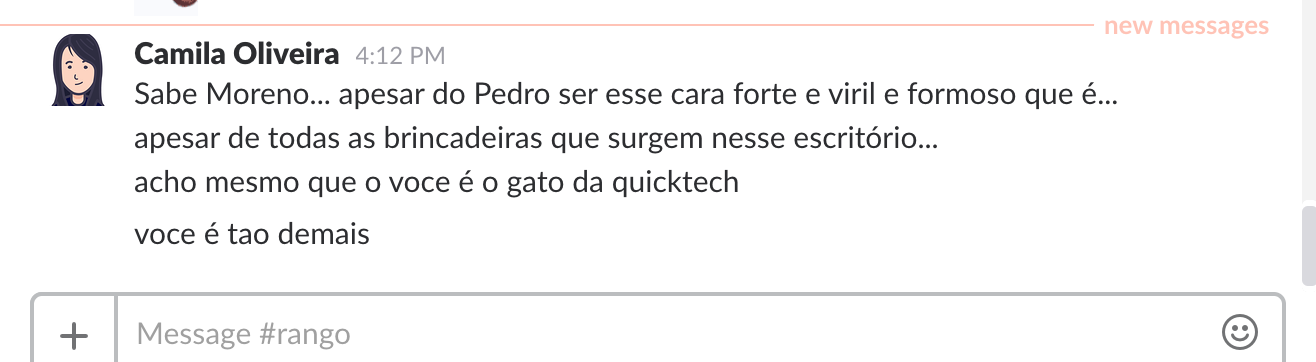 new messages
Camila Oliveira 4:12 PM
Sabe Moreno... apesar do Pedro ser esse cara forte e viril e formoso que é...
apesar de todas as brincadeiras que surgem nesse escritório...
acho mesmo que o voce é o gato da quicktech
voce é tao demais
Message #rango